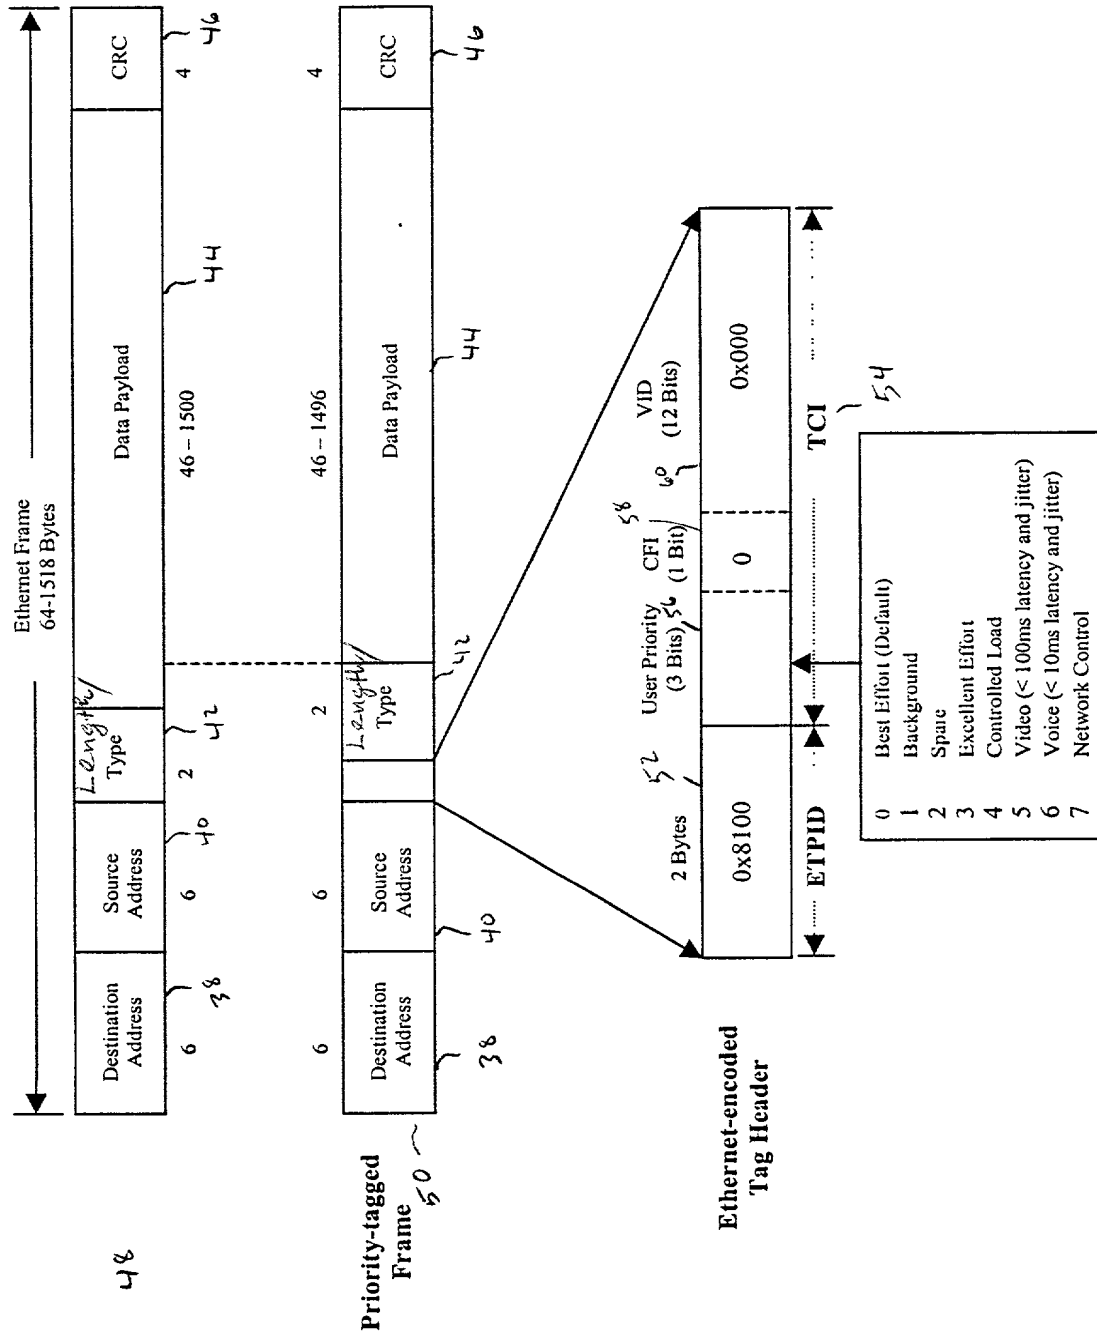 Ethernet Frame
64-1518 Bytes
48
Destination
Address
Source
Address
Length/
Type
Data Payload
CRC
6
6
2
46 – 1500
4
38
40
42
44
46
Priority-tagged
Frame
50
6
6
2
46 – 1496
4
Destination
Address
Source
Address
Length/
Type
Data Payload
CRC
38
40
42
44
46
Ethernet-encoded
Tag Header
2 Bytes
52
User Priority
(3 Bits)
56
CFI
(1 Bit)
58
VID
(12 Bits)
60
0x8100
0
0x000
ETPID
TCI
54
0 Best Effort (Default)
1 Background
2 Spare
3 Excellent Effort
4 Controlled Load
5 Video (< 100ms latency and jitter)
6 Voice (< 10ms latency and jitter)
7 Network Control